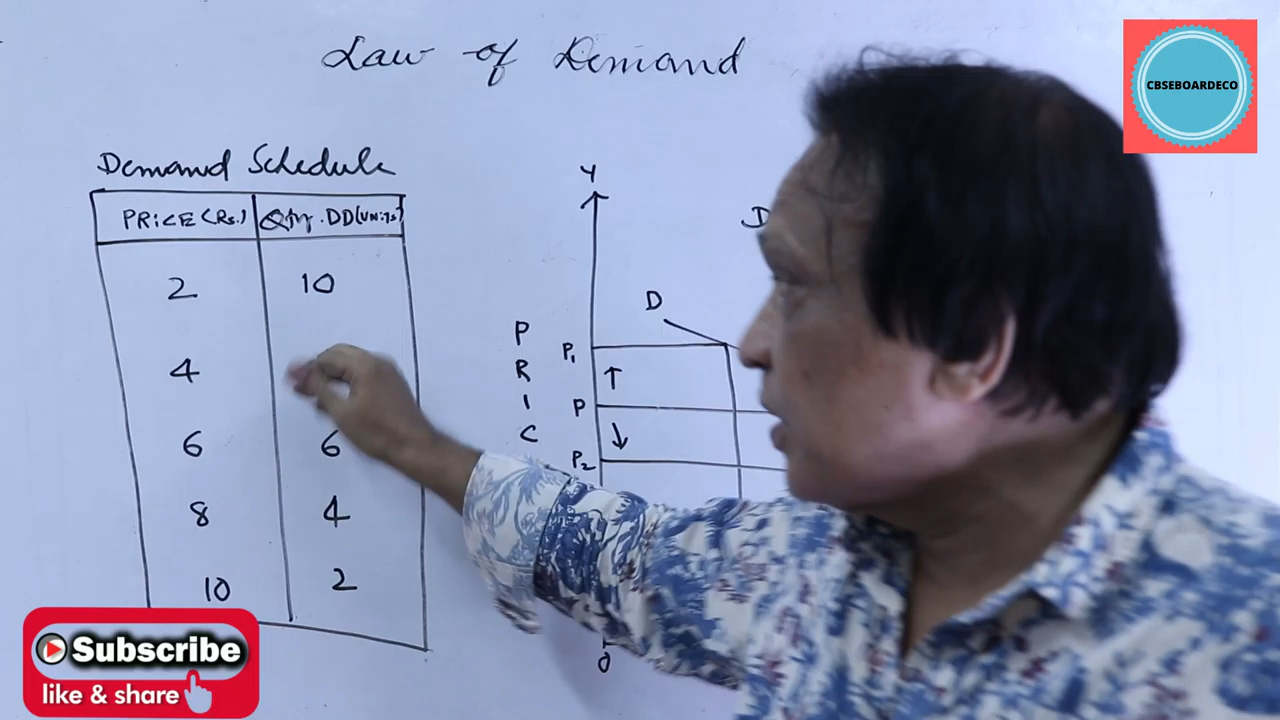 Law of Demand
CBSEBOARDECO
Demand Schedule
PRICE (Rs.) Qty. DD (UNITS)
2 10
4
6 6
8 4
10 2
Y
D
D
P
R
I
C
P1
P
P2
O
Subscribe
like & share